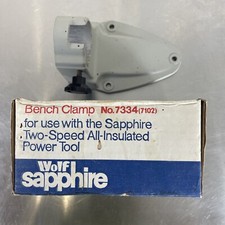 Bench Clamp No.7334(7102)
for use with the Sapphire
Two-Speed All-Insulated
Power Tool
Wolf
sapphire